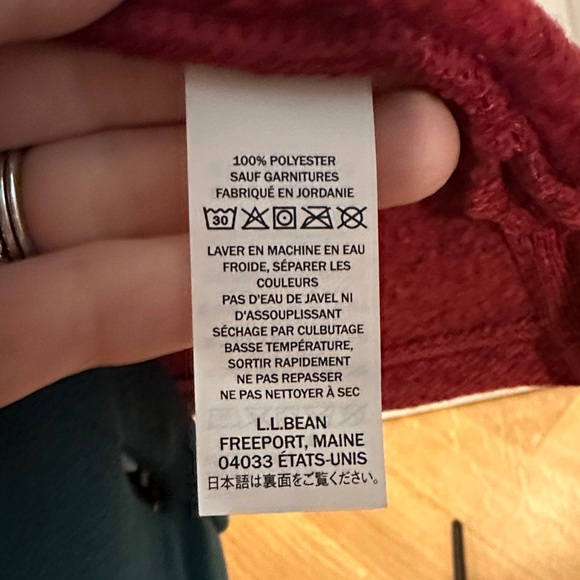 100% POLYESTER
SAUF GARNITURES
FABRIQUÉ EN JORDANIE
30
LAVER EN MACHINE EN EAU
FROIDE, SÉPARER LES
COULEURS
PAS D'EAU DE JAVEL NI
D'ASSOUPLISSANT
SÉCHAGE PAR CULBUTAGE
BASSE TEMPÉRATURE,
SORTIR RAPIDEMENT
NE PAS REPASSER
NE PAS NETTOYER À SEC
L.L.BEAN
FREEPORT, MAINE
04033 ÉTATS-UNIS
日本語は裏面をご覧ください。